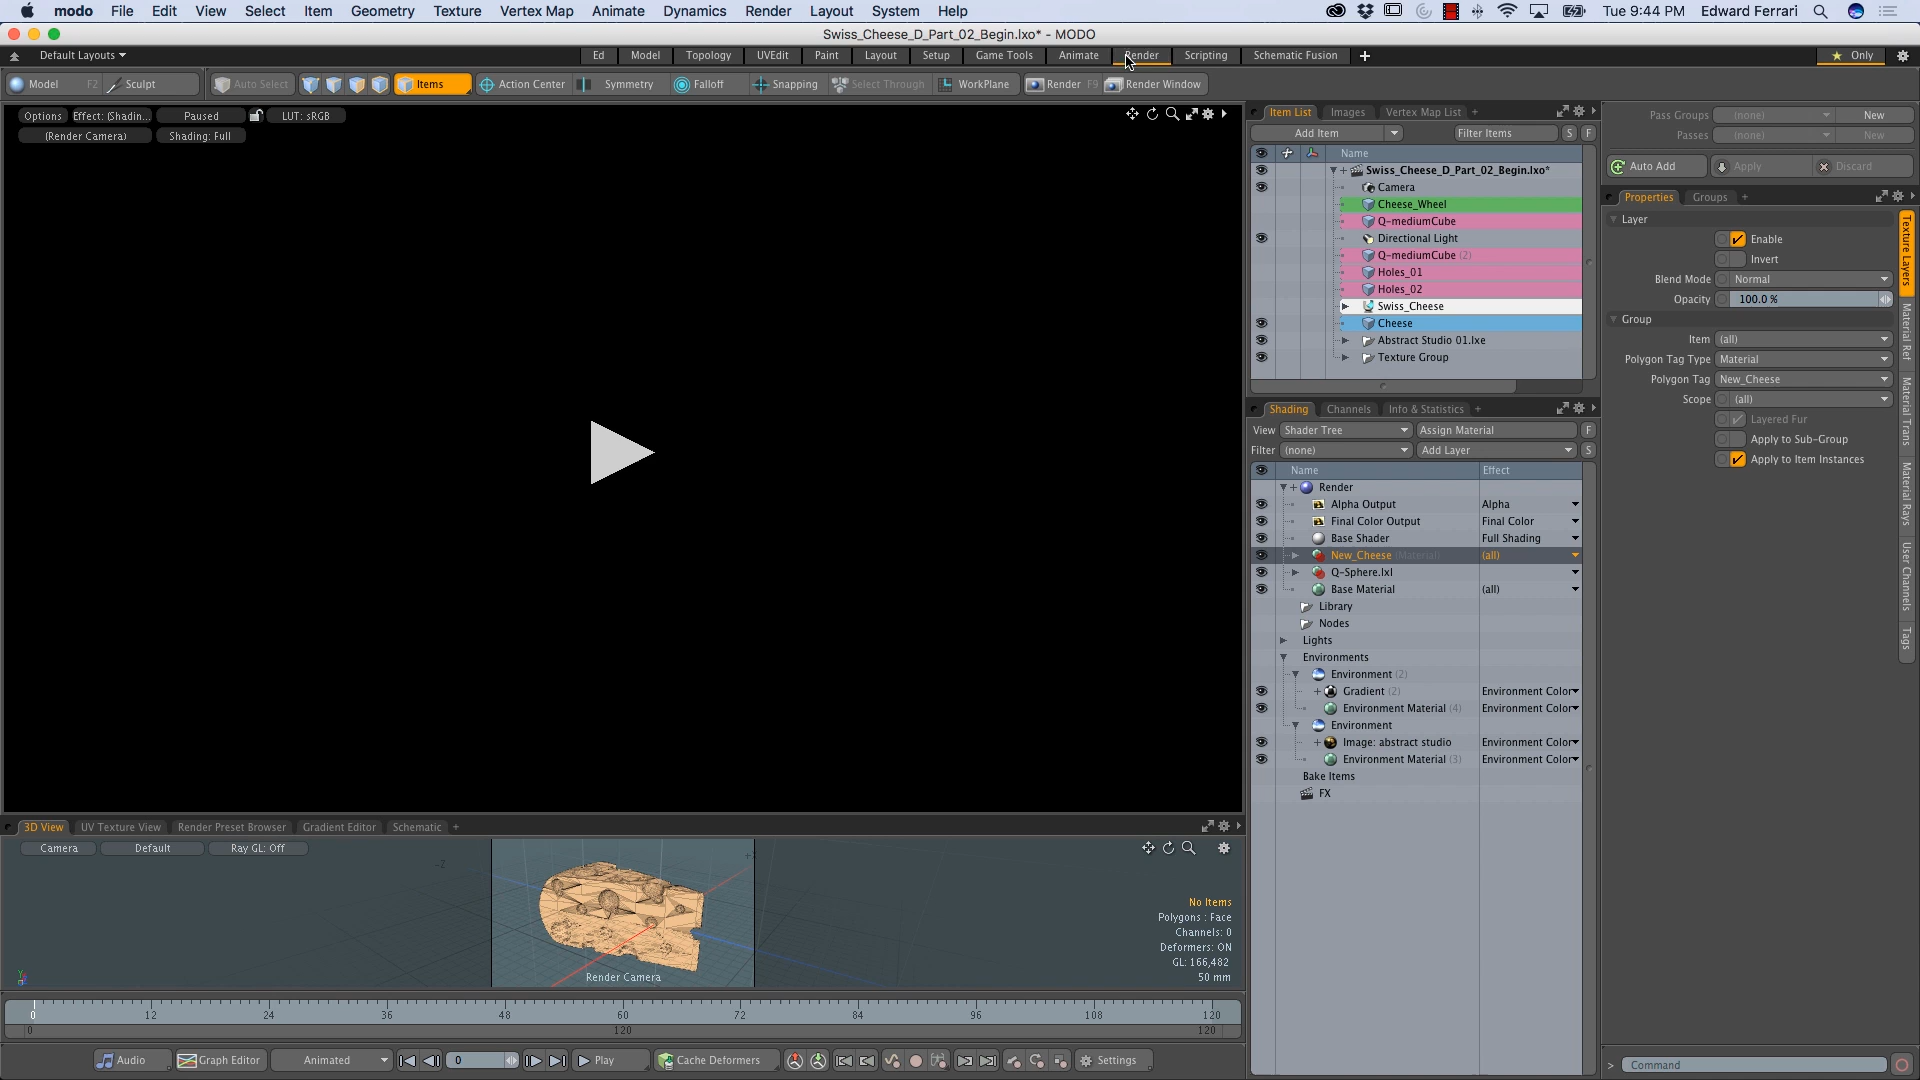 modo File Edit View Select Item Geometry Texture Vertex Map Animate Dynamics Render Layout System Help Tue 9:44 PM Edward Ferrari
Swiss_Cheese_D_Part_02_Begin.lxo* - MODO
Default Layouts Ed Model Topology UVEdit Paint Layout Setup Game Tools Animate Render Scripting Schematic Fusion + Only
Model F2 Sculpt Auto Select Items Action Center Symmetry Falloff Snapping Select Through WorkPlane Render F9 Render Window
Options Effect: (Shadin... Paused LUT: sRGB
(Render Camera) Shading: Full
Item List Images Vertex Map List +
Add Item Filter Items S F
Name
Swiss_Cheese_D_Part_02_Begin.lxo*
Camera
Cheese_Wheel
Q-mediumCube
Directional Light
Q-mediumCube (2)
Holes_01
Holes_02
Swiss_Cheese
Cheese
Abstract Studio 01.lxe
Texture Group
Shading Channels Info & Statistics +
View Shader Tree Assign Material F
Filter (none) Add Layer S
Name Effect
Render
Alpha Output Alpha
Final Color Output Final Color
Base Shader Full Shading
New_Cheese (Material) (all)
Q-Sphere.lxl
Base Material (all)
Library
Nodes
Lights
Environments
Environment (2)
Gradient (2) Environment Color
Environment Material (4) Environment Color
Environment
Image: abstract studio Environment Color
Environment Material (3) Environment Color
Bake Items
FX
Pass Groups (none) New
Passes (none) New
Auto Add Apply Discard
Properties Groups +
Layer
Enable
Invert
Blend Mode Normal
Opacity 100.0 %
Group
Item (all)
Polygon Tag Type Material
Polygon Tag New_Cheese
Scope (all)
Layered Fur
Apply to Sub-Group
Apply to Item Instances
Texture Layers
Material Ref
Material Trans
Material Rays
User Channels
Tags
3D View UV Texture View Render Preset Browser Gradient Editor Schematic +
Camera Default Ray GL: Off
No Items
Polygons : Face
Channels: 0
Deformers: ON
GL: 166,482
50 mm
Render Camera
0 12 24 36 48 60 72 84 96 108 120
0 120 120
Audio Graph Editor Animated 0 Play Cache Deformers Settings
> Command